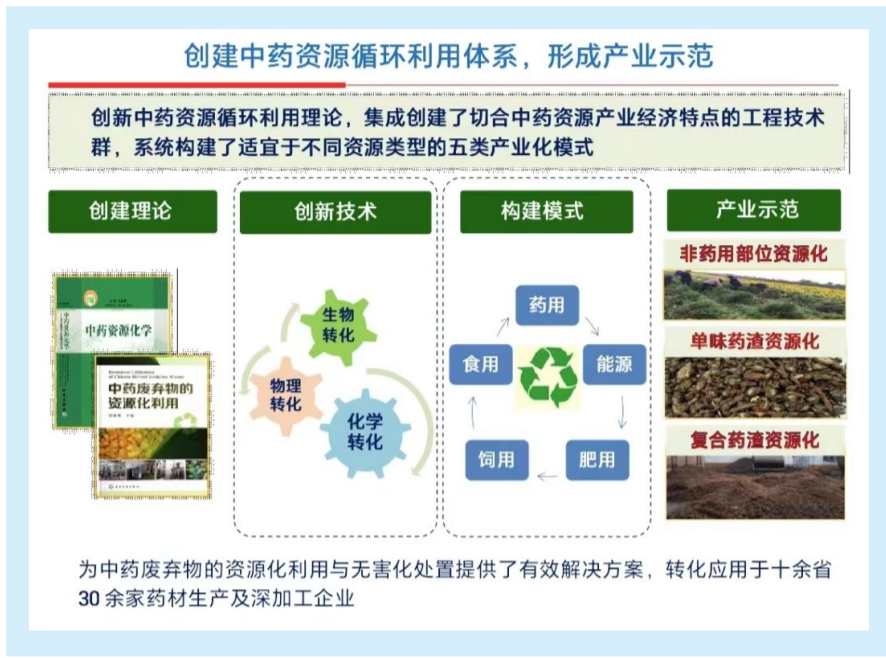 创建中药资源循环利用体系，形成产业示范
创新中药资源循环利用理论，集成创建了切合中药资源产业经济特点的工程技术
群，系统构建了适宜于不同资源类型的五类产业化模式
创建理论
创新技术
构建模式
产业示范
中药资源化学
中药资源化学
中药废弃物的
资源化利用
生物
转化
物理
转化
化学
转化
药用
能源
肥用
饲用
食用
非药用部位资源化
单味药渣资源化
复合药渣资源化
为中药废弃物的资源化利用与无害化处置提供了有效解决方案，转化应用于十余省
30 余家药材生产及深加工企业